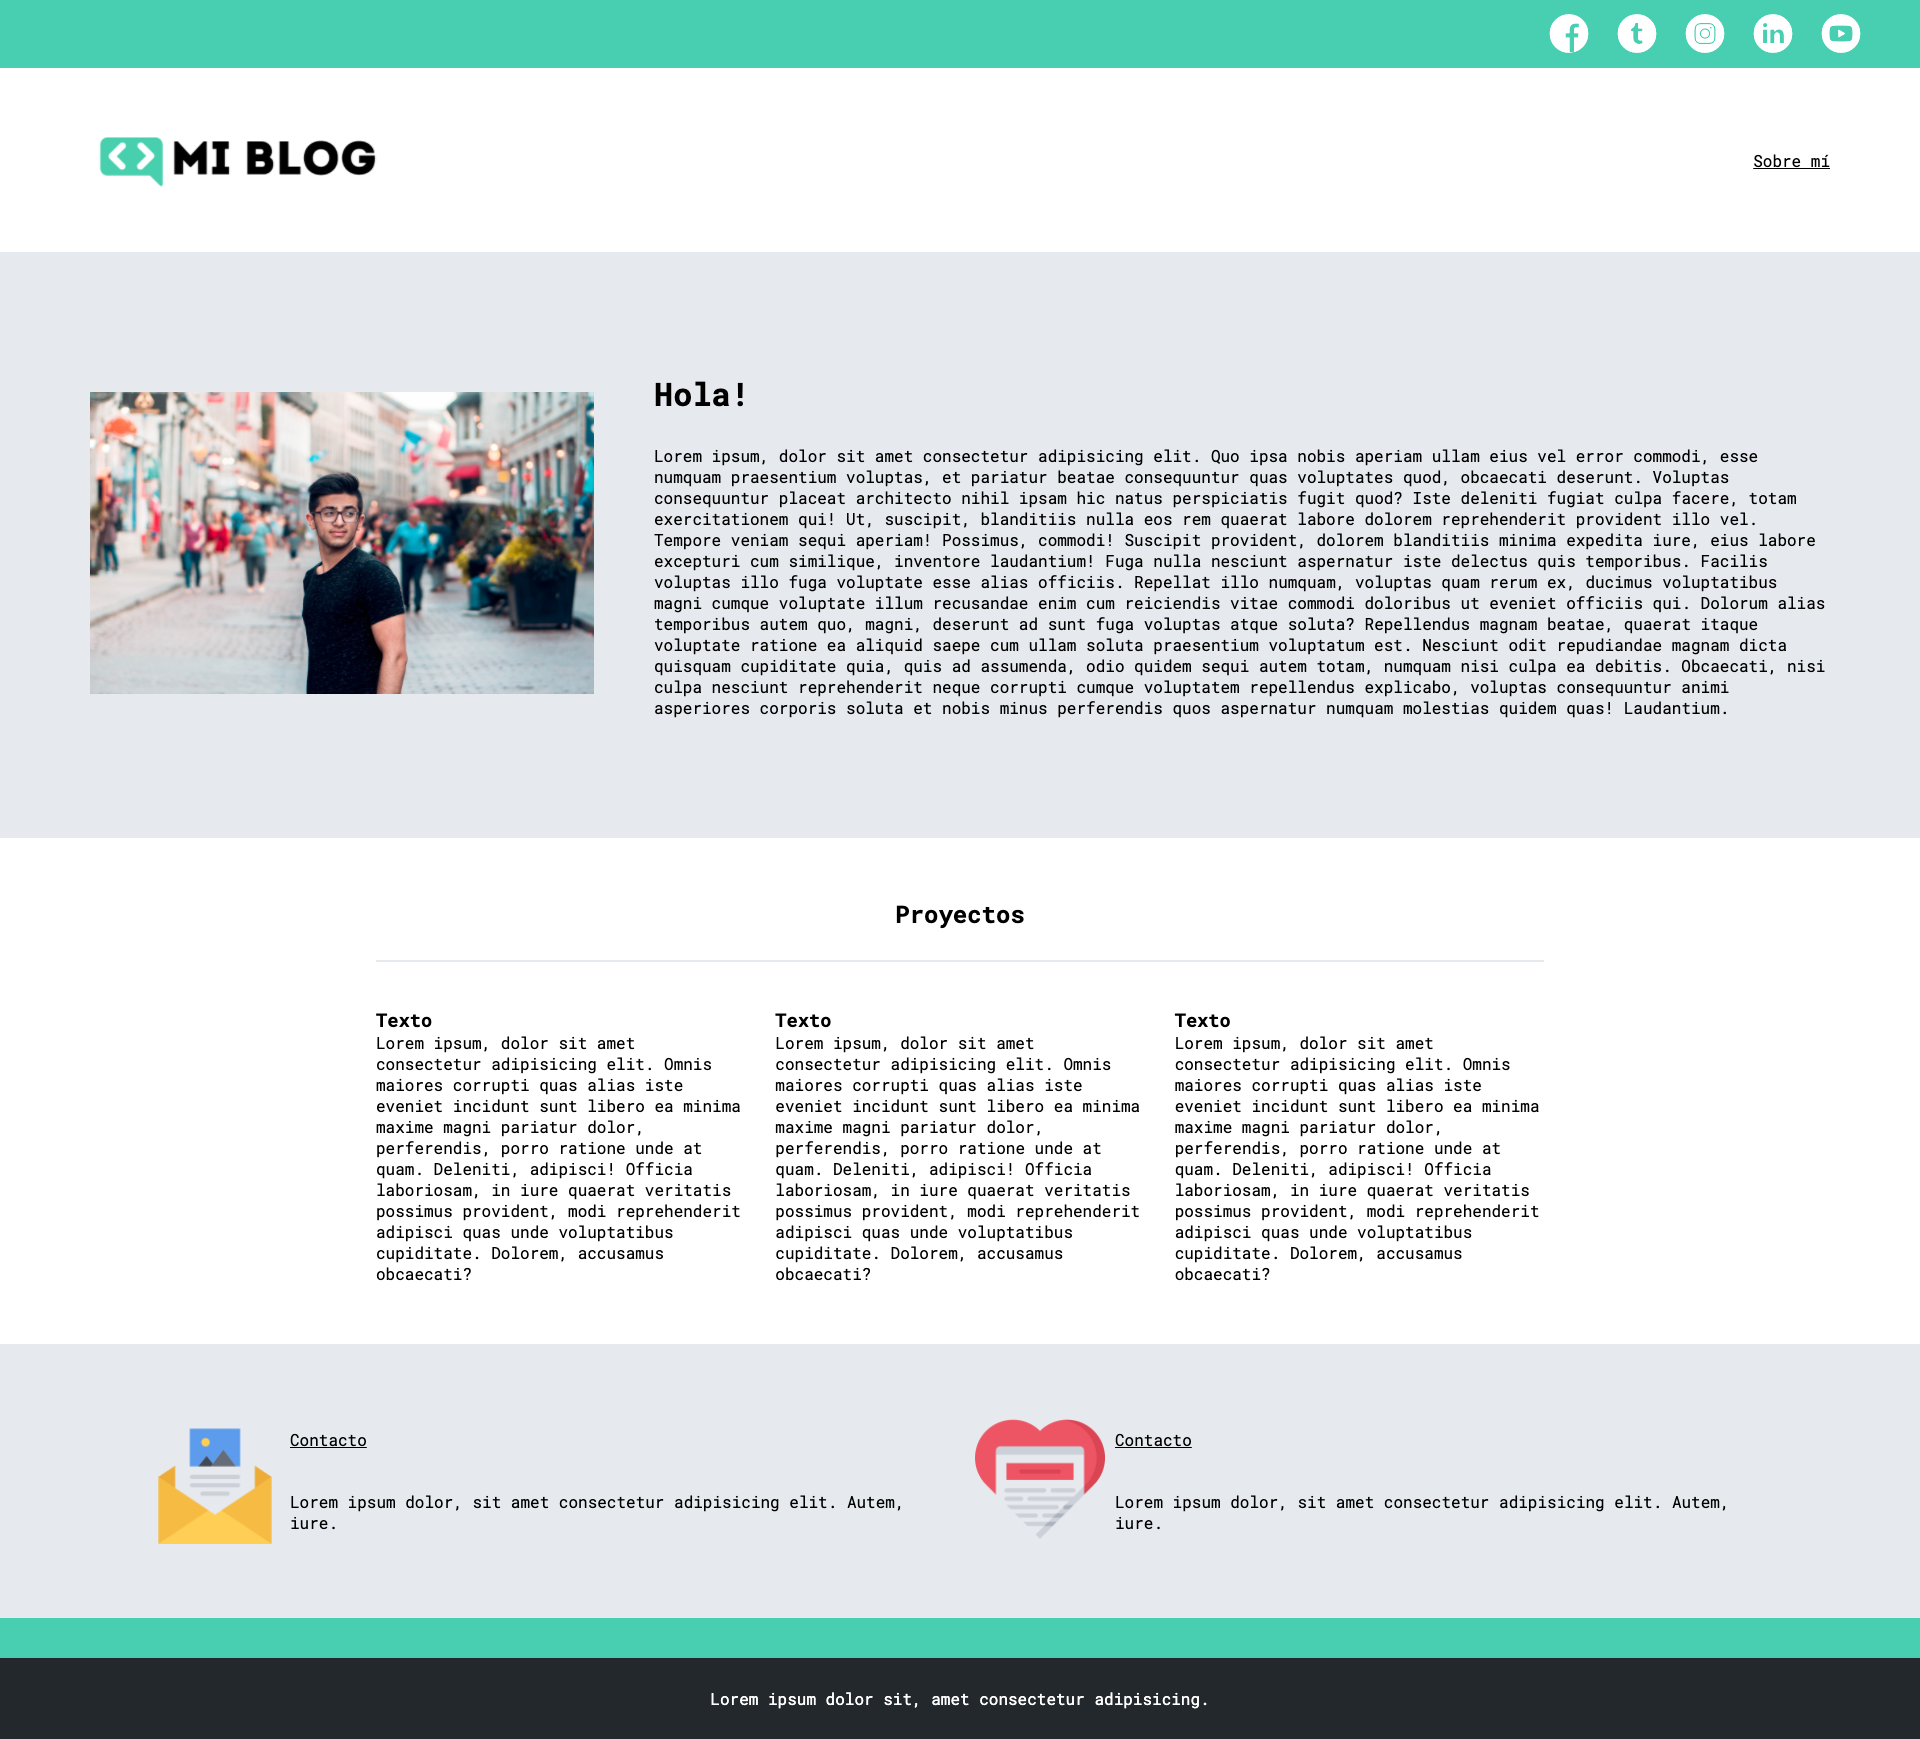 MI BLOG
Sobre mí
Hola!
Lorem ipsum, dolor sit amet consectetur adipisicing elit. Quo ipsa nobis aperiam ullam eius vel error commodi, esse
numquam praesentium voluptas, et pariatur beatae consequuntur quas voluptates quod, obcaecati deserunt. Voluptas
consequuntur placeat architecto nihil ipsam hic natus perspiciatis fugit quod? Iste deleniti fugiat culpa facere, totam
exercitationem qui! Ut, suscipit, blanditiis nulla eos rem quaerat labore dolorem reprehenderit provident illo vel.
Tempore veniam sequi aperiam! Possimus, commodi! Suscipit provident, dolorem blanditiis minima expedita iure, eius labore
excepturi cum similique, inventore laudantium! Fuga nulla nesciunt aspernatur iste delectus quis temporibus. Facilis
voluptas illo fuga voluptate esse alias officiis. Repellat illo numquam, voluptas quam rerum ex, ducimus voluptatibus
magni cumque voluptate illum recusandae enim cum reiciendis vitae commodi doloribus ut eveniet officiis qui. Dolorum alias
temporibus autem quo, magni, deserunt ad sunt fuga voluptas atque soluta? Repellendus magnam beatae, quaerat itaque
voluptate ratione ea aliquid saepe cum ullam soluta praesentium voluptatum est. Nesciunt odit repudiandae magnam dicta
quisquam cupiditate quia, quis ad assumenda, odio quidem sequi autem totam, numquam nisi culpa ea debitis. Obcaecati, nisi
culpa nesciunt reprehenderit neque corrupti cumque voluptatem repellendus explicabo, voluptas consequuntur animi
asperiores corporis soluta et nobis minus perferendis quos aspernatur numquam molestias quidem quas! Laudantium.
Proyectos
Texto
Lorem ipsum, dolor sit amet
consectetur adipisicing elit. Omnis
maiores corrupti quas alias iste
eveniet incidunt sunt libero ea minima
maxime magni pariatur dolor,
perferendis, porro ratione unde at
quam. Deleniti, adipisci! Officia
laboriosam, in iure quaerat veritatis
possimus provident, modi reprehenderit
adipisci quas unde voluptatibus
cupiditate. Dolorem, accusamus
obcaecati?
Texto
Lorem ipsum, dolor sit amet
consectetur adipisicing elit. Omnis
maiores corrupti quas alias iste
eveniet incidunt sunt libero ea minima
maxime magni pariatur dolor,
perferendis, porro ratione unde at
quam. Deleniti, adipisci! Officia
laboriosam, in iure quaerat veritatis
possimus provident, modi reprehenderit
adipisci quas unde voluptatibus
cupiditate. Dolorem, accusamus
obcaecati?
Texto
Lorem ipsum, dolor sit amet
consectetur adipisicing elit. Omnis
maiores corrupti quas alias iste
eveniet incidunt sunt libero ea minima
maxime magni pariatur dolor,
perferendis, porro ratione unde at
quam. Deleniti, adipisci! Officia
laboriosam, in iure quaerat veritatis
possimus provident, modi reprehenderit
adipisci quas unde voluptatibus
cupiditate. Dolorem, accusamus
obcaecati?
Contacto
Lorem ipsum dolor, sit amet consectetur adipisicing elit. Autem,
iure.
Contacto
Lorem ipsum dolor, sit amet consectetur adipisicing elit. Autem,
iure.
Lorem ipsum dolor sit, amet consectetur adipisicing.